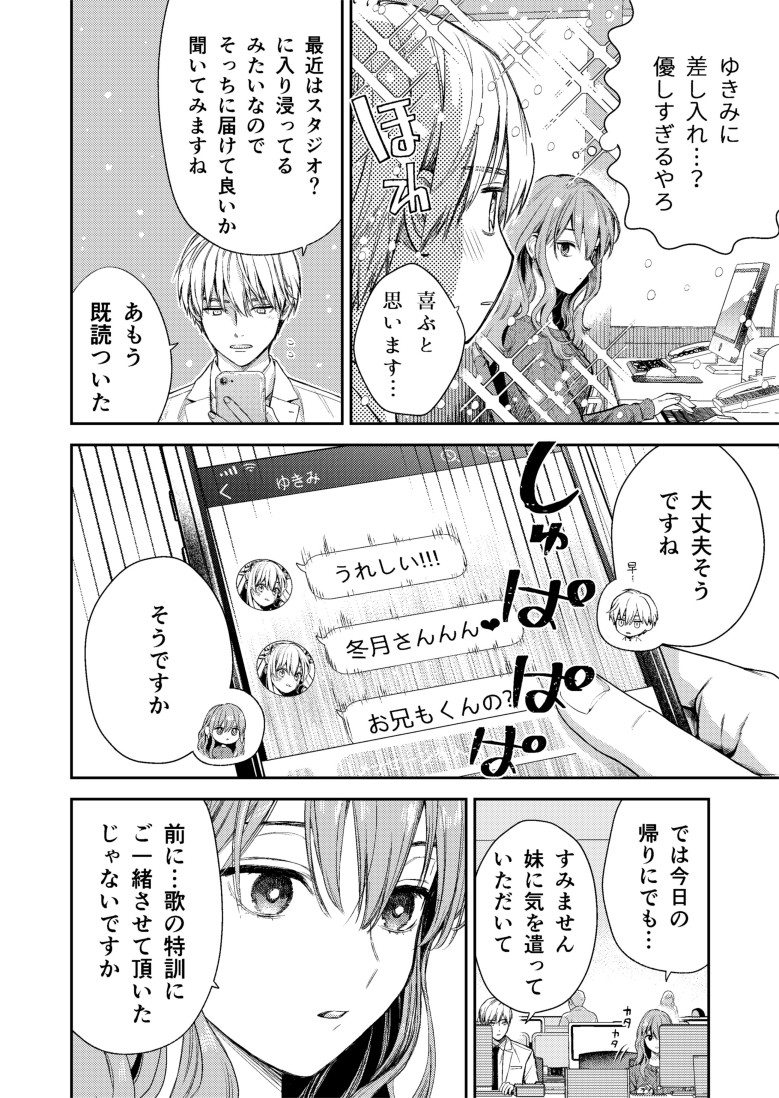 ゆきみに
差し入れ…?
優しすぎるやろ
ほわ
喜ぶと
思います…
最近はスタジオ?
に入り浸ってる
みたいなので
そっちに届けて良いか
聞いてみますね
あもう
既読ついた
大丈夫そう
ですね
早…
しゅぱ
ぱぱ
ぱぱ
ゆきみ
うれしい!!!
冬月さんんん❤
お兄もくんの?
そうですか
では今日の
帰りにでも…
すみません
妹に気を遣って
いただいて
カタ
カタ
前に…歌の特訓に
ご一緒させて頂いた
じゃないですか